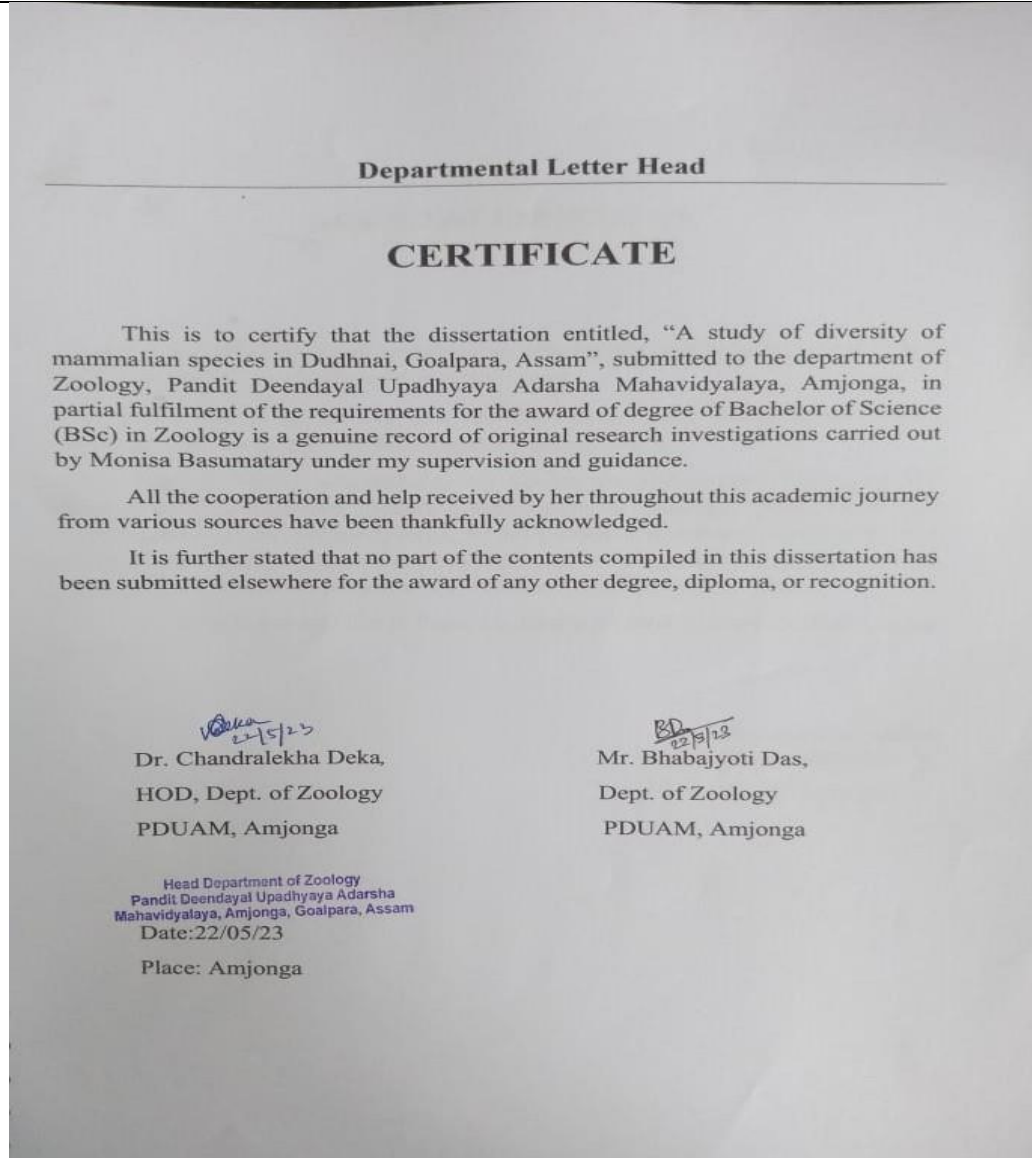 Departmental Letter Head
CERTIFICATE
This is to certify that the dissertation entitled, “A study of diversity of
mammalian species in Dudhnai, Goalpara, Assam”, submitted to the department of
Zoology, Pandit Deendayal Upadhyaya Adarsha Mahavidyalaya, Amjonga, in
partial fulfilment of the requirements for the award of degree of Bachelor of Science
(BSc) in Zoology is a genuine record of original research investigations carried out
by Monisa Basumatary under my supervision and guidance.
All the cooperation and help received by her throughout this academic journey
from various sources have been thankfully acknowledged.
It is further stated that no part of the contents compiled in this dissertation has
been submitted elsewhere for the award of any other degree, diploma, or recognition.
Deka
22/5/23
Dr. Chandralekha Deka,
HOD, Dept. of Zoology
PDUAM, Amjonga
Head Department of Zoology
Pandit Deendayal Upadhyaya Adarsha
Mahavidyalaya, Amjonga, Goalpara, Assam
Date:22/05/23
Place: Amjonga
BD
22/5/23
Mr. Bhabajyoti Das,
Dept. of Zoology
PDUAM, Amjonga